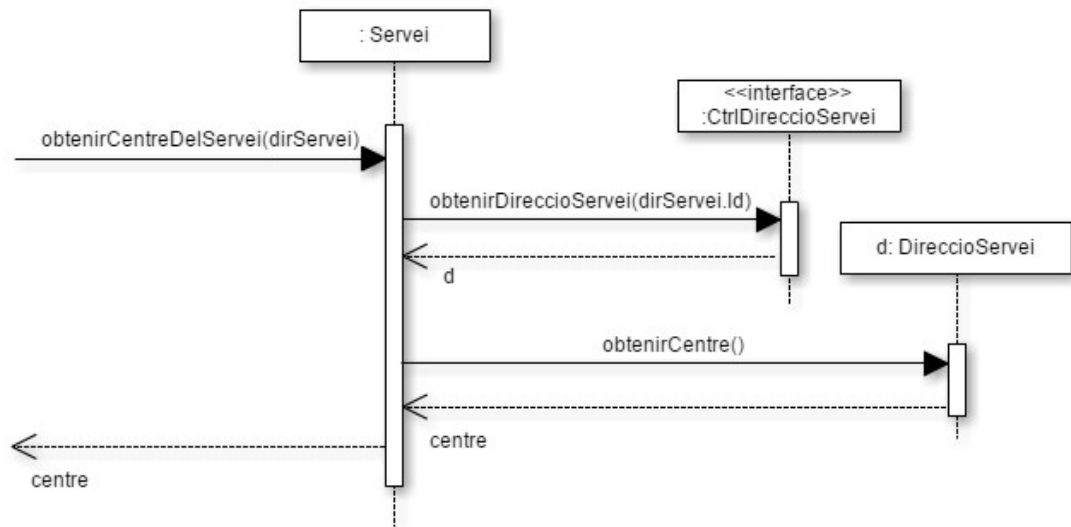 : Servei
<<interface>>
:CtrlDireccioServei
obtenirCentreDelServei(dirServei)
obtenirDireccioServei(dirServei.Id)
d: DireccioServei
d
obtenirCentre()
centre
centre